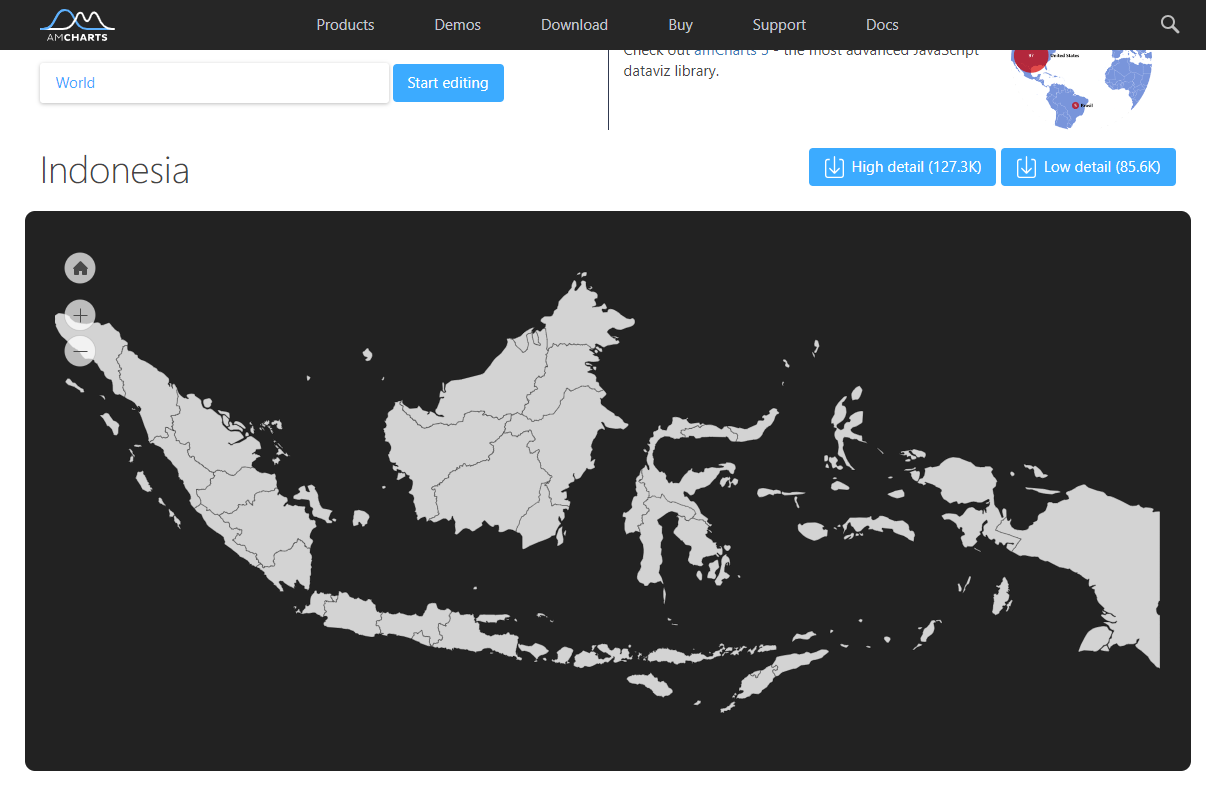 AMCHARTS
Products Demos Download Buy Support Docs
World
Start editing
Check out amCharts 5 - the most advanced JavaScript
dataviz library.
United States
Brasil
Indonesia
High detail (127.3K)
Low detail (85.6K)